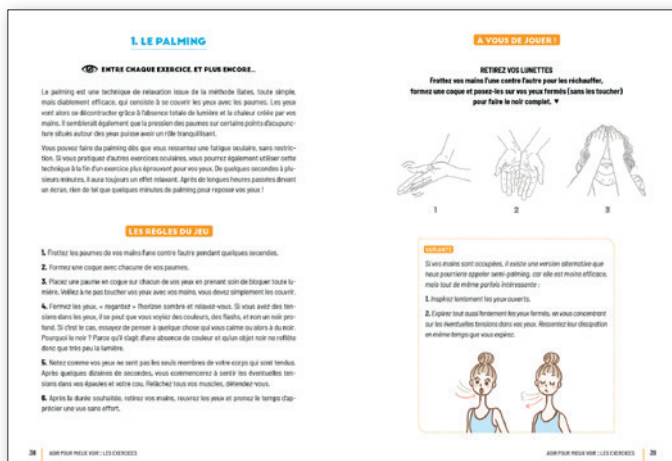 1. LE PALMING
ENTRE CHAQUE EXERCICE, ET PLUS ENCORE...
Le palming est une technique de relaxation issue de la méthode Bates, toute simple,
mais diablement efficace, qui consiste à se couvrir les yeux avec les paumes. Les yeux
vont alors se décontracter grâce à l'absence totale de lumière et la chaleur créée par vos
mains. Il semblerait également que la pression des paumes sur certains points d'acupunc-
ture situés autour des yeux puisse avoir un rôle tranquillisant.
Vous pouvez faire du palming dès que vous ressentez une fatigue oculaire, sans restric-
tion. Si vous pratiquez d'autres exercices oculaires, vous pourrez également utiliser cette
technique à la fin d'un exercice plus éprouvant pour vos yeux. De quelques secondes à plu-
sieurs minutes, il aura toujours un effet relaxant. Après de longues heures passées devant
un écran, rien de tel que quelques minutes de palming pour reposer vos yeux !
LES RÈGLES DU JEU
1. Frottez les paumes de vos mains l'une contre l'autre pendant quelques secondes.
2. Formez une coque avec chacune de vos paumes.
3. Placez une paume en coque sur chacun de vos yeux en prenant soin de bloquer toute la
lumière. Veillez à ne pas toucher vos yeux avec vos mains, vous devez simplement les couvrir.
4. Fermez les yeux, « regardez » l'horizon sombre et relaxez-vous. Si vous avez des ten-
sions dans les yeux, il se peut que vous voyiez des couleurs, des flashs, et non un noir pro-
fond. Si c'est le cas, essayez de penser à quelque chose qui vous calme ou alors à du noir.
Pourquoi le noir ? Parce qu'il s'agit d'une absence de couleur et qu'un objet noir ne reflète
donc que très peu la lumière.
5. Notez comme vos yeux ne sont pas les seuls membres de votre corps qui sont tendus.
Après quelques dizaines de secondes, vous commencerez à sentir les éventuelles ten-
sions dans vos épaules et votre cou. Relâchez tous vos muscles, détendez-vous.
6. Après la durée souhaitée, retirez vos mains, rouvrez les yeux et prenez le temps d'ap-
précier une vue sans effort.
28 | AGIR POUR MIEUX VOIR : LES EXERCICES
À VOUS DE JOUER !
RETIREZ VOS LUNETTES
Frottez vos mains l'une contre l'autre pour les réchauffer,
formez une coque et posez-les sur vos yeux fermés (sans les toucher)
pour faire le noir complet. ▼
1 2 3
VARIANTE
Si vos mains sont occupées, il existe une version alternative que
nous pourrions appeler semi-palming, car elle est moins efficace,
mais tout de même parfois intéressante :
1. Inspirez lentement les yeux ouverts.
2. Expirez tout aussi lentement les yeux fermés, en vous concentrant
sur les éventuelles tensions dans vos yeux. Ressentez leur dissipation
en même temps que vous expirez.
AGIR POUR MIEUX VOIR : LES EXERCICES | 29